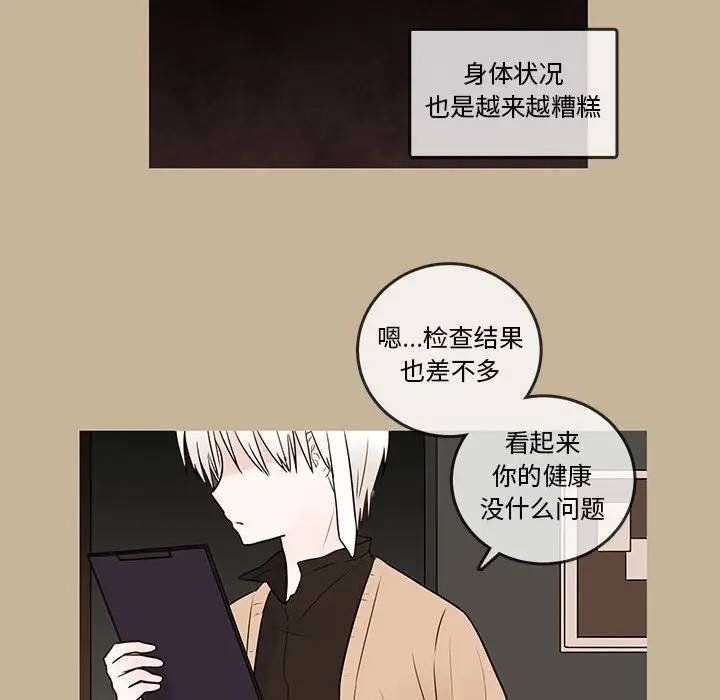 身体状况
也是越来越糟糕
嗯...检查结果
也差不多
看起来
你的健康
没什么问题